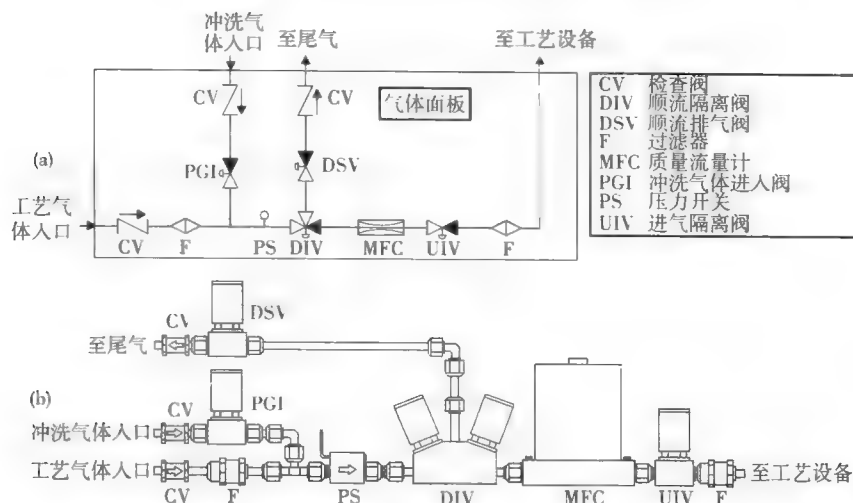 冲洗气
体入口
至尾气
至工艺设备
CV
CV
气体面板
(a)
PGI
DSV
工艺气
体入口
CV
F
PS
DIV
MFC
UIV
F
CV 检查阀
DIV 顺流隔离阀
DSV 顺流排气阀
F 过滤器
MFC 质量流量计
PGI 冲洗气体进入阀
PS 压力开关
UIV 进气隔离阀
CV
DSV
至尾气
(b)
CV
PGI
冲洗气体入口
工艺气体入口
至工艺设备
CV
F
PS
DIV
MFC
UIV
F